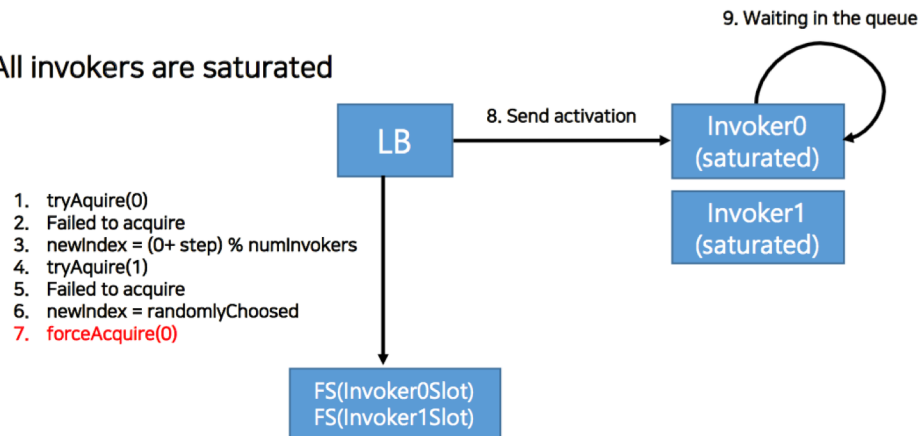 9. Waiting in the queue
All invokers are saturated
LB
8. Send activation
Invoker0
(saturated)
Invoker1
(saturated)
1. tryAquire(0)
2. Failed to acquire
3. newIndex = (0+ step) % numInvokers
4. tryAquire(1)
5. Failed to acquire
6. newIndex = randomlyChoosed
7. forceAcquire(0)
FS(Invoker0Slot)
FS(Invoker1Slot)